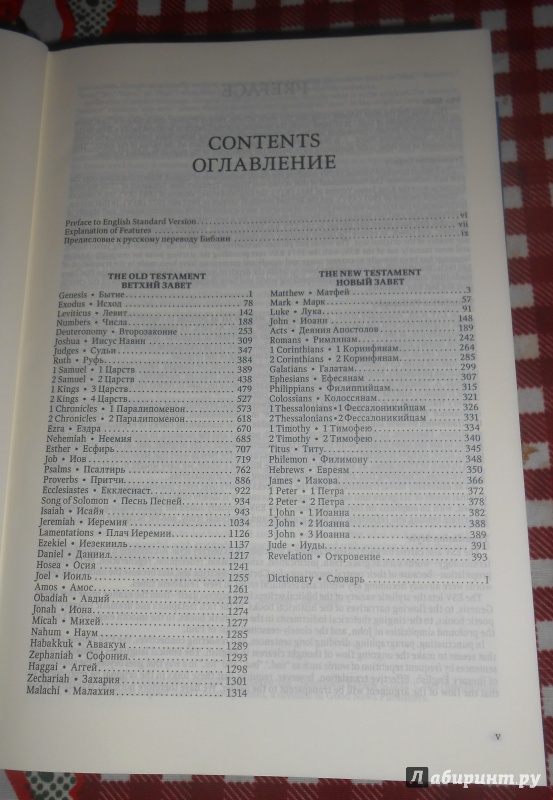 CONTENTS
ОГЛАВЛЕНИЕ
Preface to English Standard Version vi
Explanation of Features vii
Предисловие к русскому переводу Библии ix
THE OLD TESTAMENT
ВЕТХИЙ ЗАВЕТ
Genesis • Бытие 1
Exodus • Исход 78
Leviticus • Левит 142
Numbers • Числа 188
Deuteronomy • Второзаконие 253
Joshua • Иисус Навин 309
Judges • Судьи 347
Ruth • Руфь 384
1 Samuel • 1 Царств 389
2 Samuel • 2 Царств 438
1 Kings • 3 Царств 479
2 Kings • 4 Царств 527
1 Chronicles • 1 Паралипоменон 573
2 Chronicles • 2 Паралипоменон 618
Ezra • Ездра 670
Nehemiah • Неемия 685
Esther • Есфирь 707
Job • Иов 719
Psalms • Псалтирь 762
Proverbs • Притчи 886
Ecclesiastes • Екклесиаст 922
Song of Solomon • Песнь Песней 934
Isaiah • Исайя 943
Jeremiah • Иеремия 1034
Lamentations • Плач Иеремии 1126
Ezekiel • Иезекииль 1137
Daniel • Даниил 1217
Hosea • Осия 1241
Joel • Иоиль 1255
Amos • Амос 1261
Obadiah • Авдий 1272
Jonah • Иона 1274
Micah • Михей 1277
Nahum • Наум 1285
Habakkuk • Аввакум 1289
Zephaniah • Софония 1293
Haggai • Аггей 1298
Zechariah • Захария 1301
Malachi • Малахия 1314
THE NEW TESTAMENT
НОВЫЙ ЗАВЕТ
Matthew • Матфей 3
Mark • Марк 57
Luke • Лука 91
John • Иоанн 148
Acts • Деяния Апостолов 189
Romans • Римлянам 242
1 Corinthians • 1 Коринфянам 264
2 Corinthians • 2 Коринфянам 285
Galatians • Галатам 299
Ephesians • Ефесянам 307
Philippians • Филиппийцам 315
Colossians • Колоссянам 321
1 Thessalonians • 1 Фессалоникийцам 326
2 Thessalonians • 2 Фессалоникийцам 331
1 Timothy • 1 Тимофею 334
2 Timothy • 2 Тимофею 340
Titus • Титу 345
Philemon • Филимону 348
Hebrews • Евреям 350
James • Иакова 366
1 Peter • 1 Петра 372
2 Peter • 2 Петра 378
1 John • 1 Иоанна 382
2 John • 2 Иоанна 388
3 John • 3 Иоанна 389
Jude • Иуды 391
Revelation • Откровение 393
Dictionary • Словарь 1
v
Лабиринт.ру